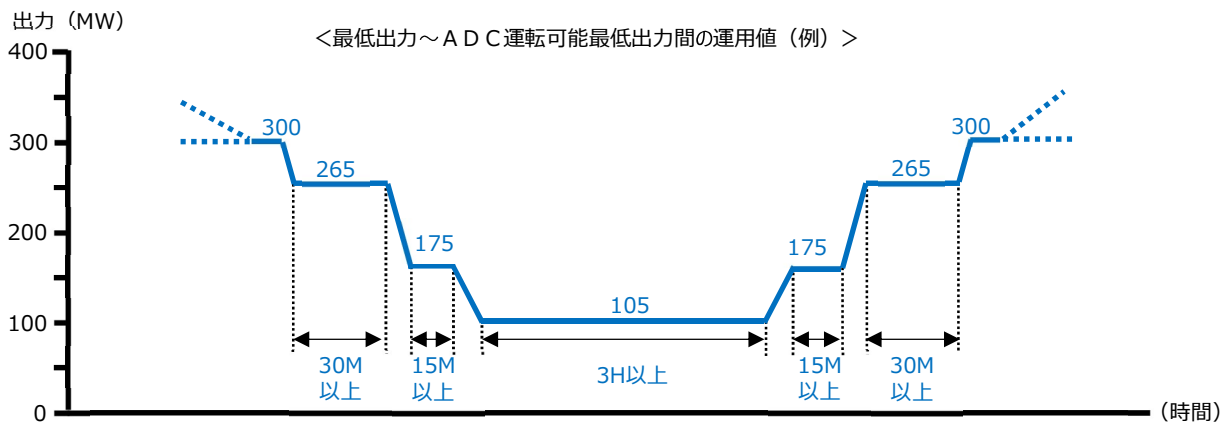 出力（MW）
＜最低出力～ＡＤＣ運転可能最低出力間の運用値（例）＞
400
300
200
100
0
300
265
175
105
175
265
300
30M
以上
15M
以上
3H以上
15M
以上
30M
以上
（時間）